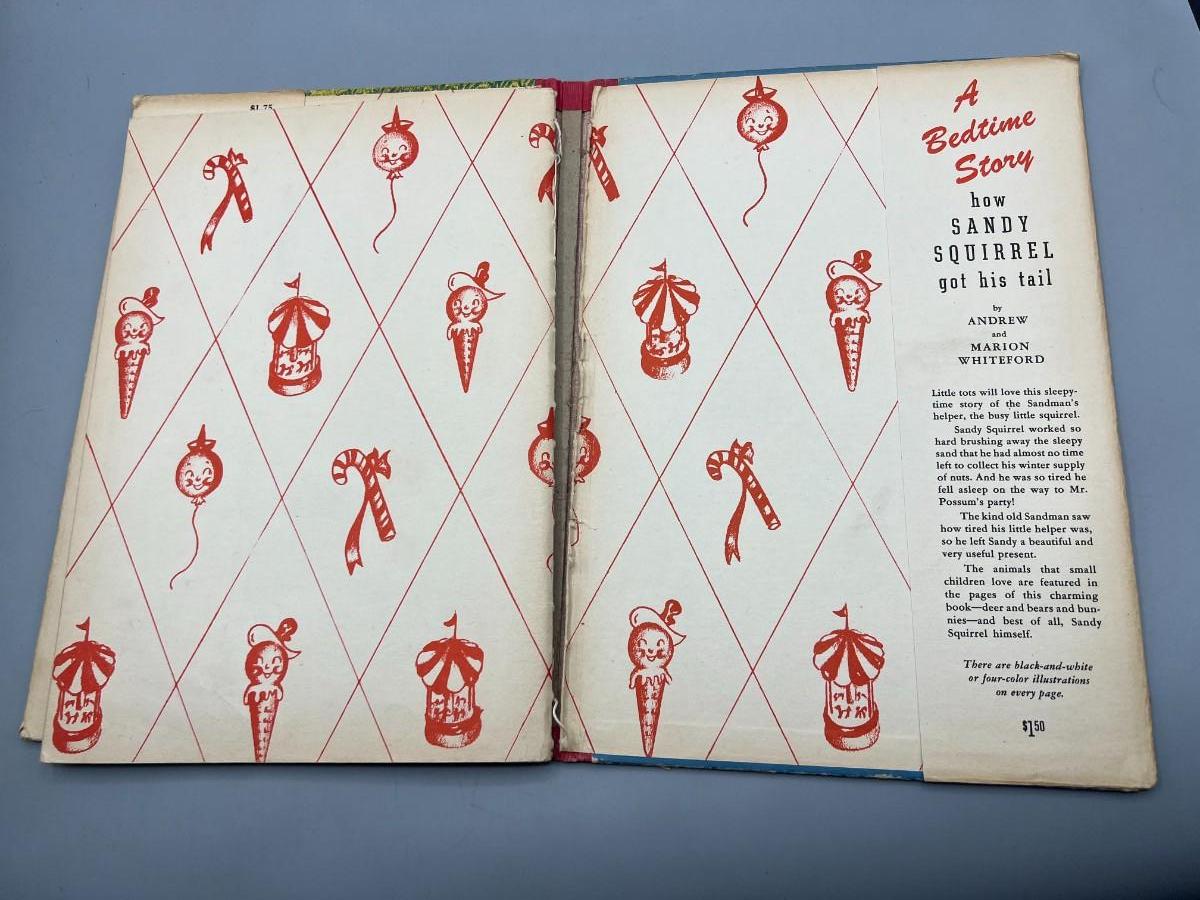 $1.75
A
Bedtime
Story
how
SANDY
SQUIRREL
got his tail
by
ANDREW
and
MARION
WHITEFORD
Little tots will love this sleepy-
time story of the Sandman's
helper, the busy little squirrel.
Sandy Squirrel worked so
hard brushing away the sleepy
sand that he had almost no time
left to collect his winter supply
of nuts. And he was so tired he
fell asleep on the way to Mr.
Possum's party!
The kind old Sandman saw
how tired his little helper was,
so he left Sandy a beautiful and
very useful present.
The animals that small
children love are featured in
the pages of this charming
book—deer and bears and bun-
nies—and best of all, Sandy
Squirrel himself.
There are black-and-white
or four-color illustrations
on every page.
$1.50